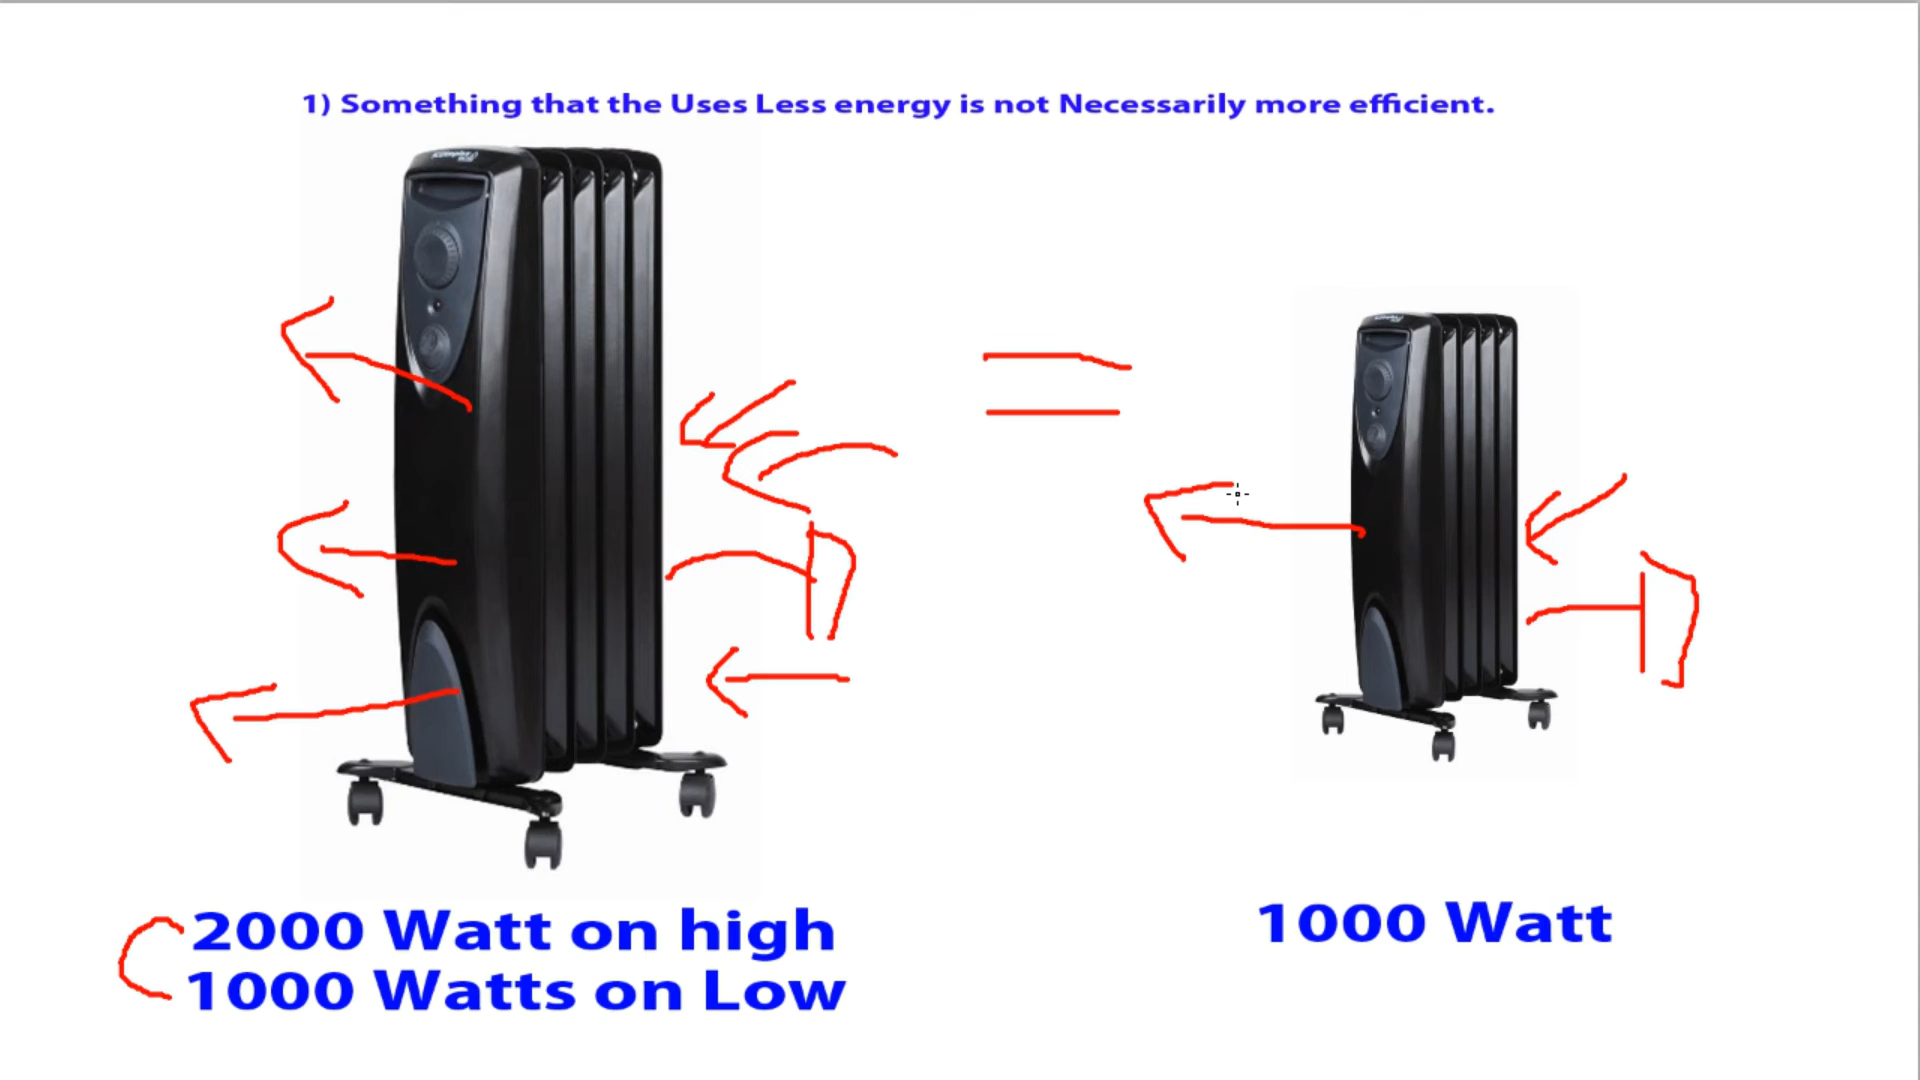 1) Something that the Uses Less energy is not Necessarily more efficient.
2000 Watt on high
1000 Watts on Low
1000 Watt